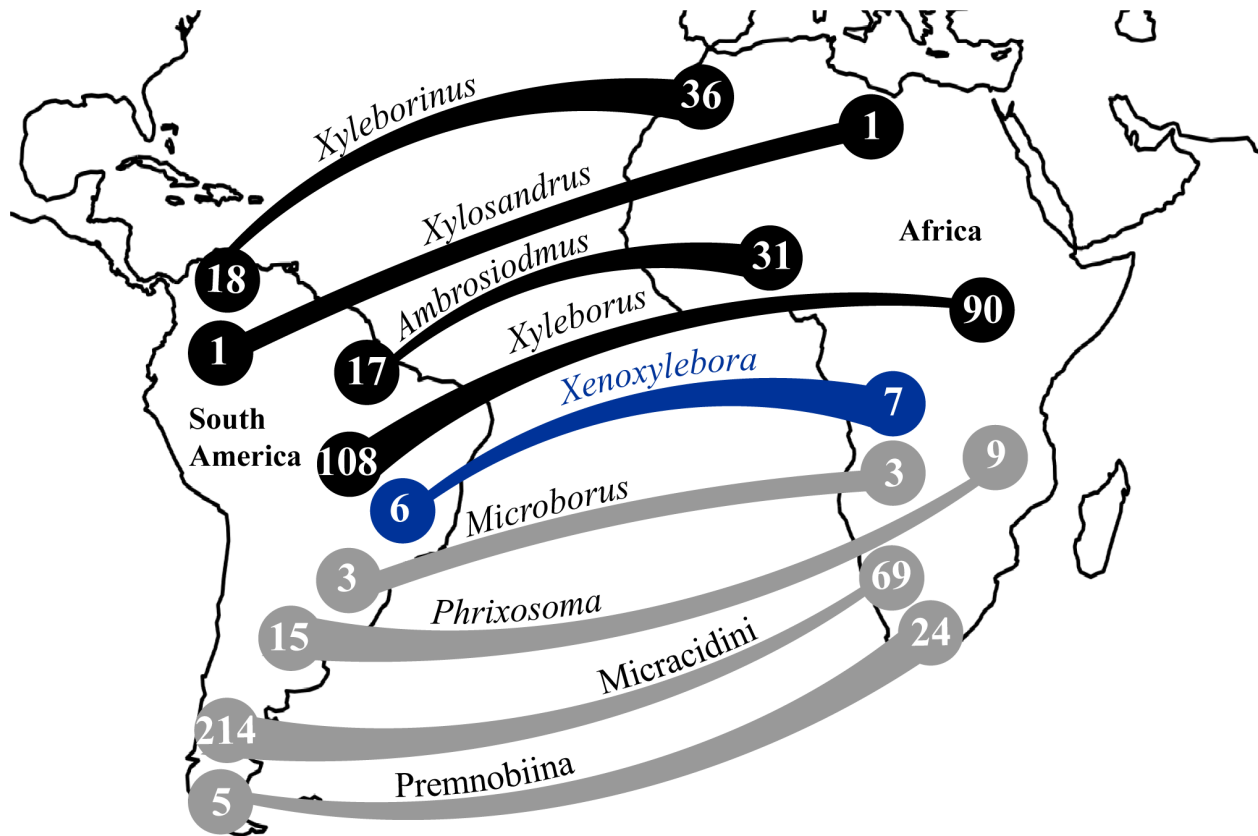 Xyleborinus
36
1
Xylosandrus
Africa
18
Ambrosiodmus
31
Xyleborus
90
1
17
Xenoxylebora
7
South
America
108
6
Microborus
3
9
3
Phrixosoma
69
15
Micracidini
24
214
Premnobiina
5